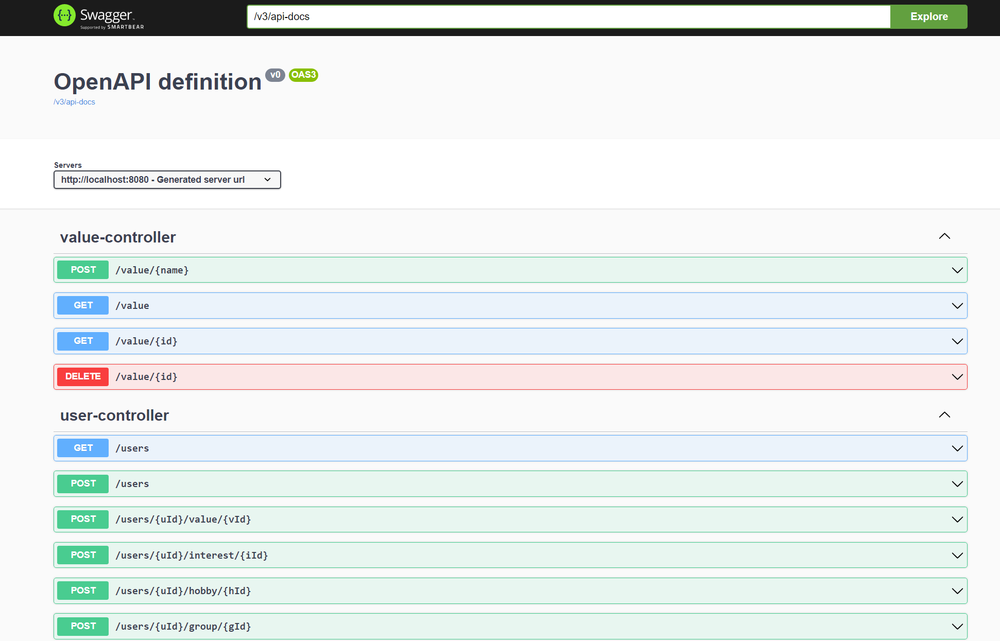 {···} Swagger™
Supported by SMARTBEAR
/v3/api-docs
Explore
OpenAPI definition v0 OAS3
/v3/api-docs
Servers
http://localhost:8080 - Generated server url
value-controller
POST /value/{name}
GET /value
GET /value/{id}
DELETE /value/{id}
user-controller
GET /users
POST /users
POST /users/{uId}/value/{vId}
POST /users/{uId}/interest/{iId}
POST /users/{uId}/hobby/{hId}
POST /users/{uId}/group/{gId}